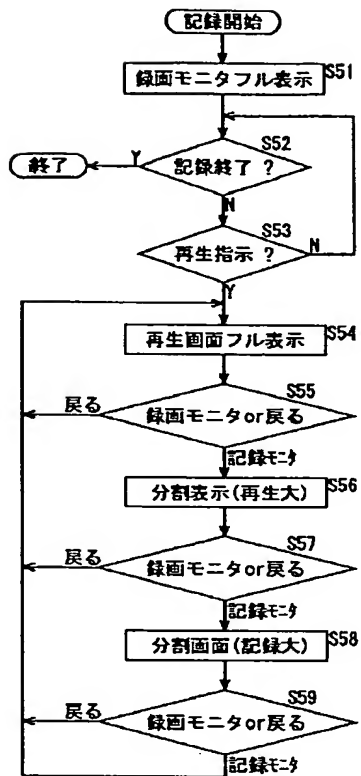 記録開始
録画モニタフル表示
S51
S52
Y
終了
記録終了 ?
N
S53
再生指示 ?
N
Y
再生画面フル表示
S54
S55
戻る
録画モニタor戻る
記録モニタ
分割表示(再生大)
S56
S57
戻る
録画モニタor戻る
記録モニタ
分割画面(記録大)
S58
S59
戻る
録画モニタor戻る
記録モニタ